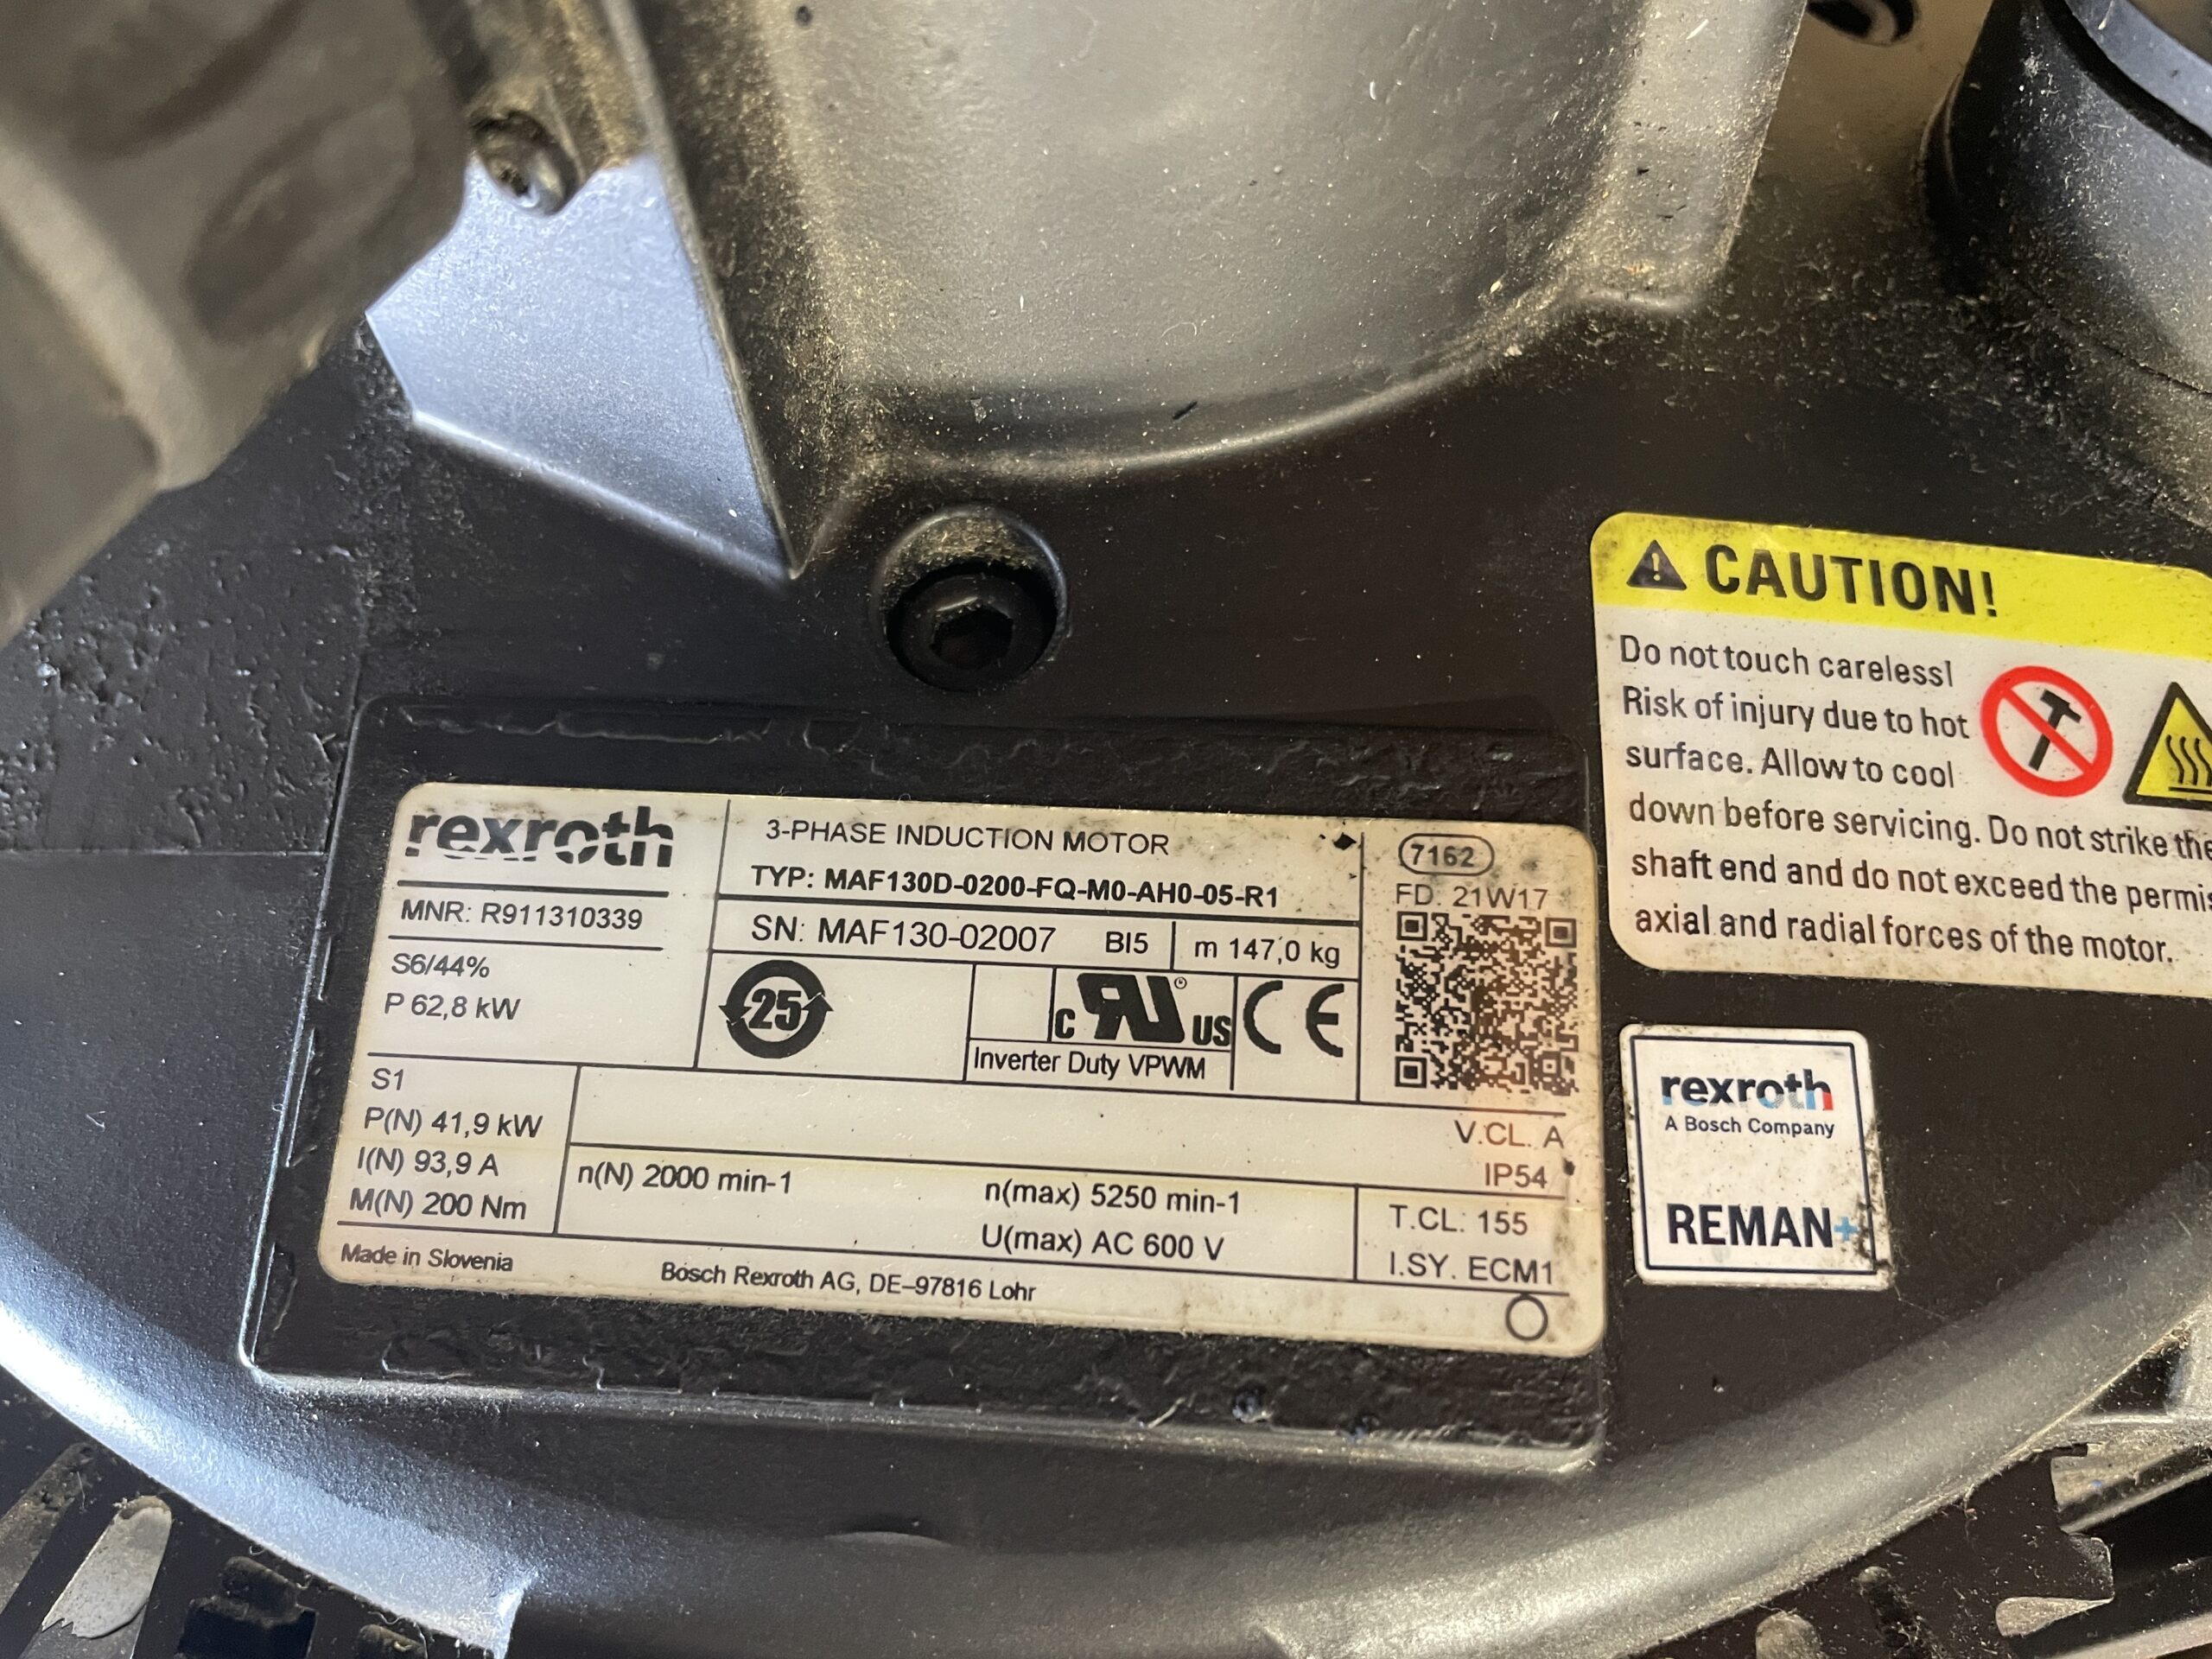 rexroth
3-PHASE INDUCTION MOTOR
TYP: MAF130D-0200-FQ-M0-AH0-05-R1
7162
FD. 21W17
MNR: R911310339
SN: MAF130-02007 BI5 m 147,0 kg
S6/44%
P 62,8 kW
25
c RU ® US
CE
Inverter Duty VPWM
S1
P(N) 41,9 kW
I(N) 93,9 A
M(N) 200 Nm
V.CL. A
IP54
n(N) 2000 min-1 n(max) 5250 min-1
U(max) AC 600 V
T.CL: 155
I.SY. ECM1
Made in Slovenia
Bosch Rexroth AG, DE-97816 Lohr
CAUTION!
Do not touch careless!
Risk of injury due to hot
surface. Allow to cool
down before servicing. Do not strike the
shaft end and do not exceed the
axial and radial forces of the motor.
rexroth
A Bosch Company
REMAN+